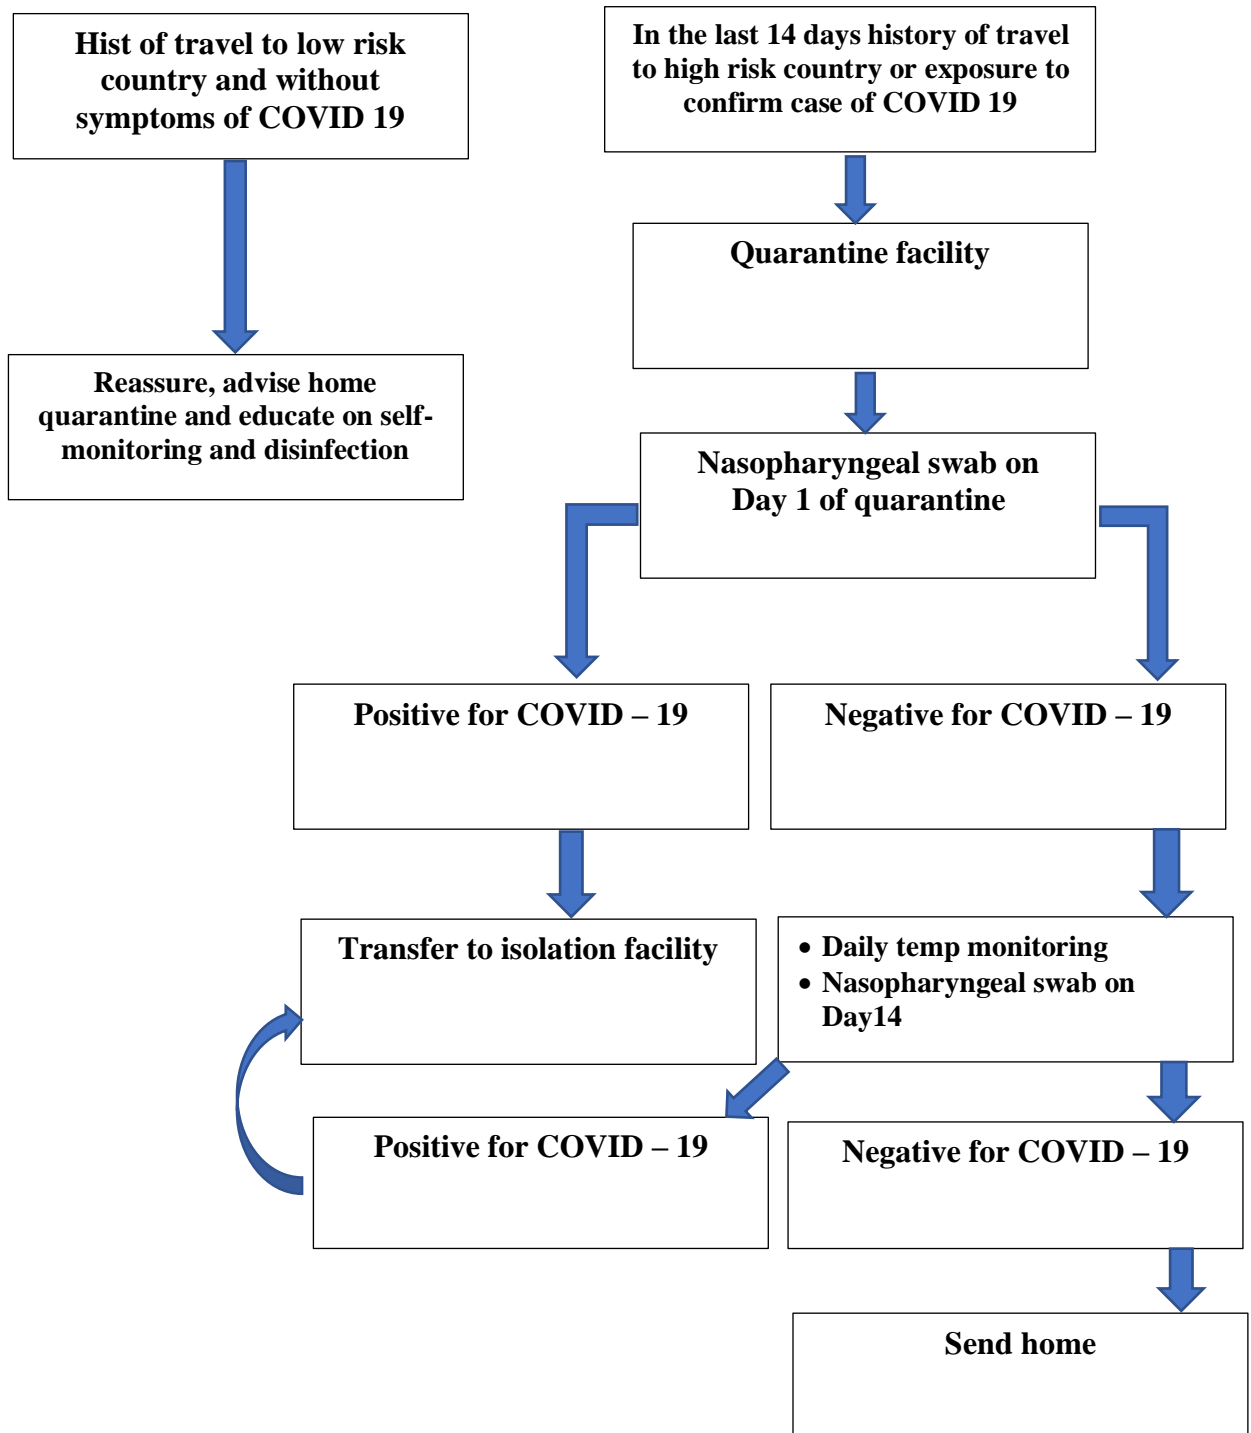 Hist of travel to low risk
country and without
symptoms of COVID 19
In the last 14 days history of travel
to high risk country or exposure to
confirm case of COVID 19
Quarantine facility
Reassure, advise home
quarantine and educate on self-
monitoring and disinfection
Nasopharyngeal swab on
Day 1 of quarantine
Positive for COVID – 19
Negative for COVID – 19
Transfer to isolation facility
• Daily temp monitoring
• Nasopharyngeal swab on
Day14
Positive for COVID – 19
Negative for COVID – 19
Send home